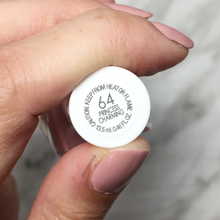 CAUTION: KEEP FROM HEAT OR FLAME
64
PRINCESS
CHARMING
13.5 ml. 0.46 FL.OZ.